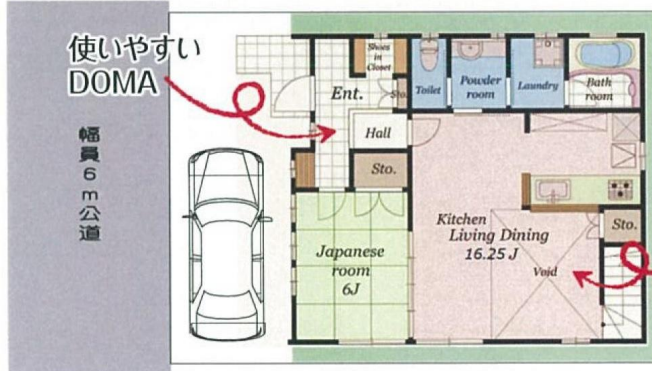 使いやすい
DOMA
幅員6m公道
Shoes
in
Closet
Ent.
Sto.
Hall
Toilet
Powder
room
Laundry
Bath
room
Sto.
Japanese
room
6J
Kitchen
Living Dining
16.25 J
Void
Sto.